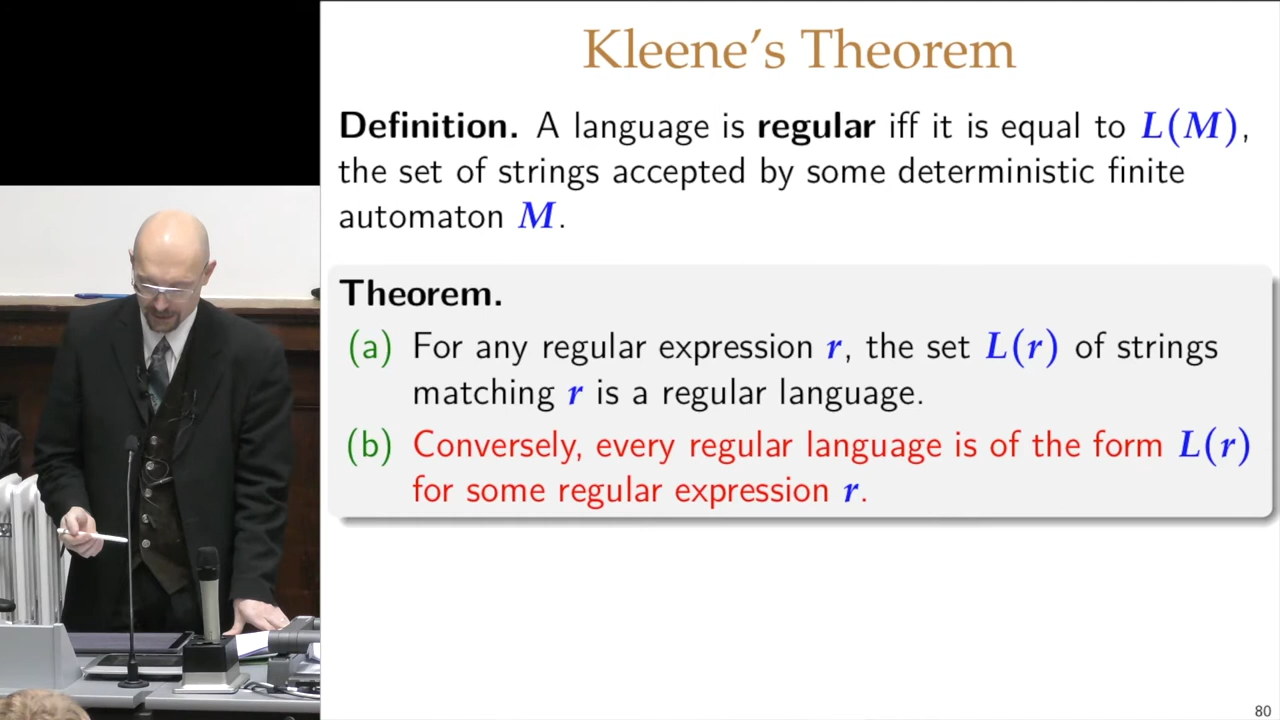 Kleene's Theorem
Definition. A language is regular iff it is equal to L(M),
the set of strings accepted by some deterministic finite
automaton M.
Theorem.
(a) For any regular expression r, the set L(r) of strings
matching r is a regular language.
(b) Conversely, every regular language is of the form L(r)
for some regular expression r.
80